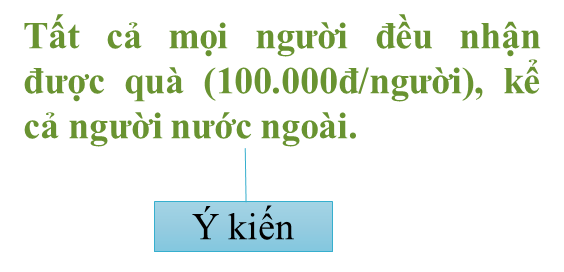 Tất cả mọi người đều nhận
được quà (100.000đ/người), kể
cả người nước ngoài.
Ý kiến